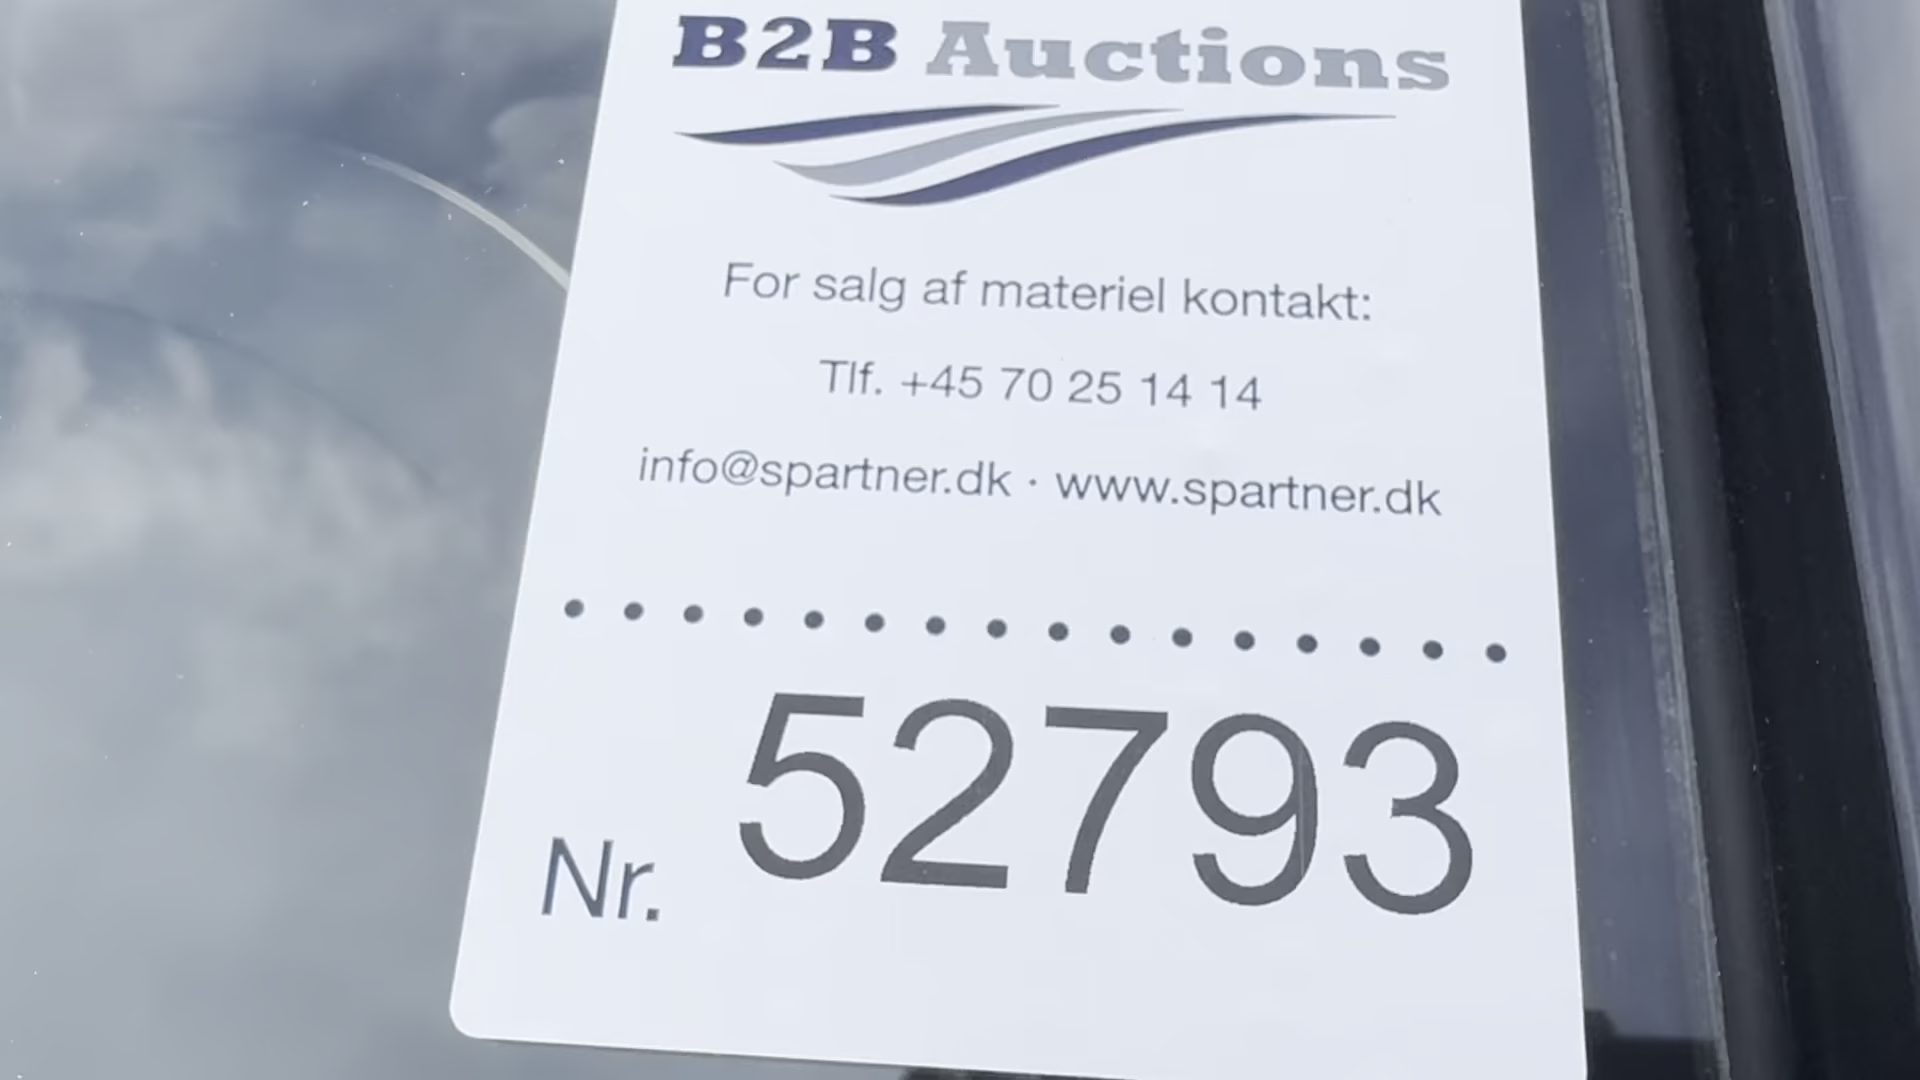 B2B Auctions
For salg af materiel kontakt:
Tlf. +45 70 25 14 14
info@spartner.dk · www.spartner.dk
Nr. 52793